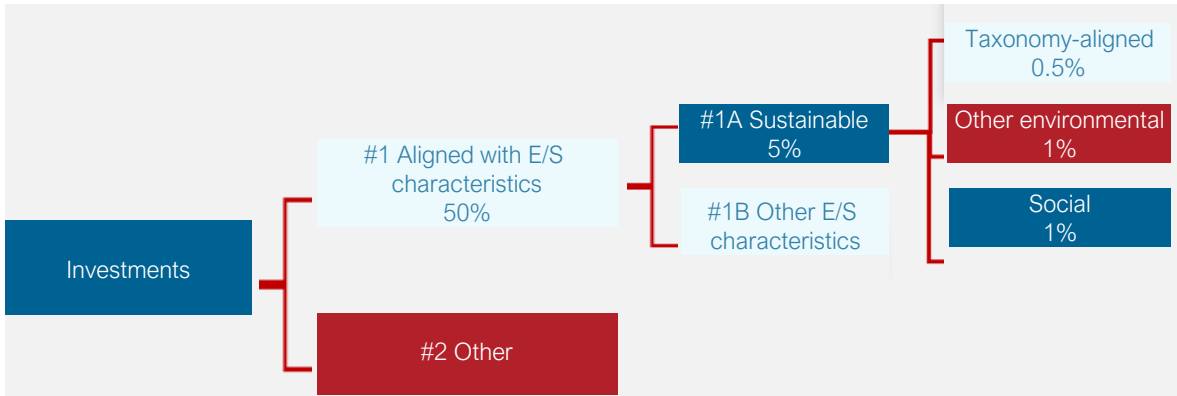 Investments
#1 Aligned with E/S
characteristics
50%
#2 Other
#1A Sustainable
5%
#1B Other E/S
characteristics
Taxonomy-aligned
0.5%
Other environmental
1%
Social
1%